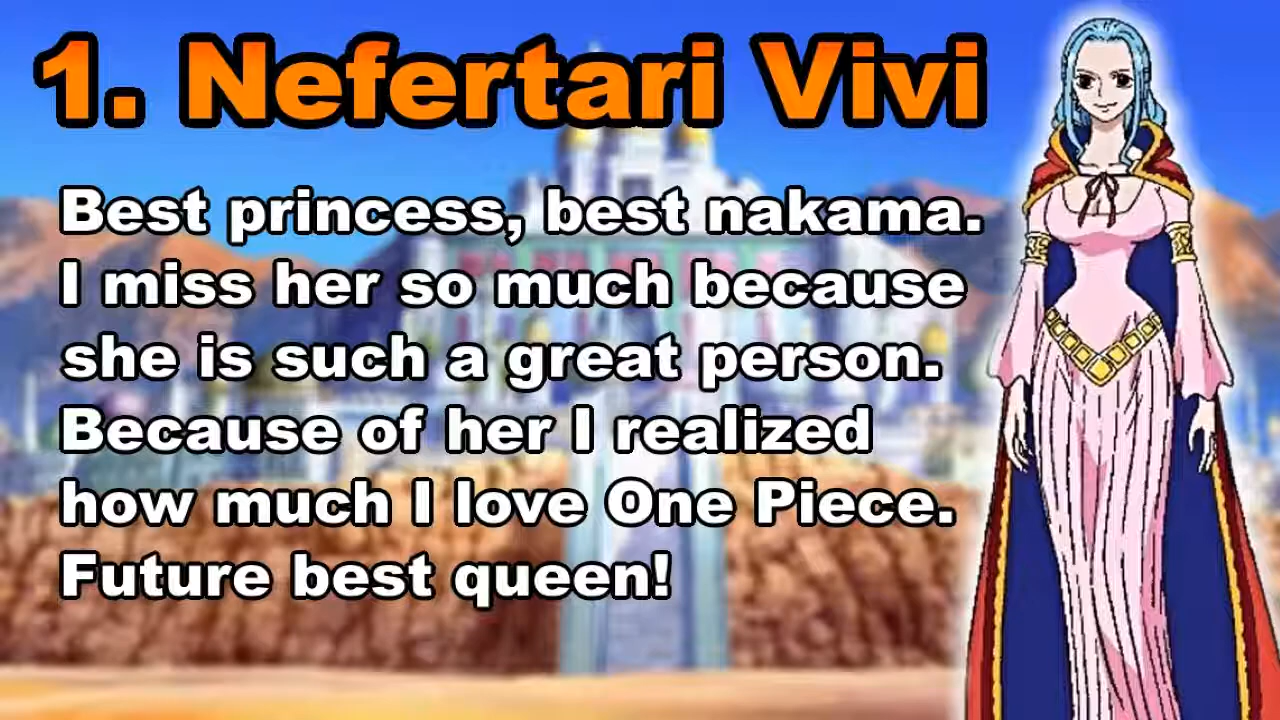 1. Nefertari Vivi
Best princess, best nakama.
I miss her so much because
she is such a great person.
Because of her I realized
how much I love One Piece.
Future best queen!